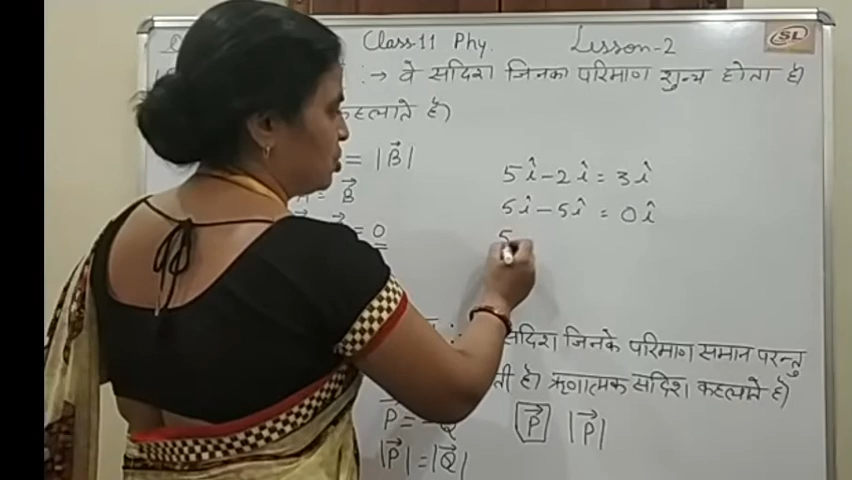 Class-11 Phy. Lesson-2
SL
:→ वे सदिश जिनका परिमाण शुन्य होता है।
कहलाते है)
= |B⃗|
= B⃗
5î-2î = 3î
= 0
5î-5î = 0î
5
सदिश जिनके परिमाण समान परन्तु
ती है। ऋणात्मक सदिश कहलाते है)
P⃗ = -Q⃗
P⃗ |P⃗|
|P⃗| = |Q⃗|